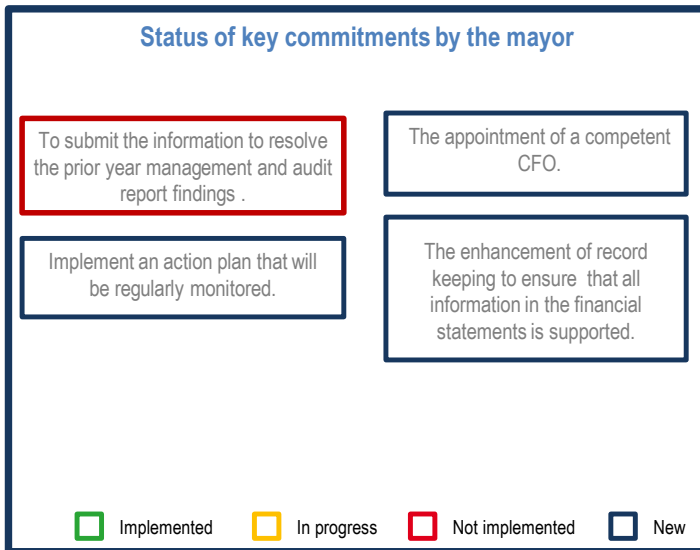 Status of key commitments by the mayor
To submit the information to resolve
the prior year management and audit
report findings .
Implement an action plan that will
be regularly monitored.
The appointment of a competent
CFO.
The enhancement of record
keeping to ensure that all
information in the financial
statements is supported.
Implemented
In progress
Not implemented
New